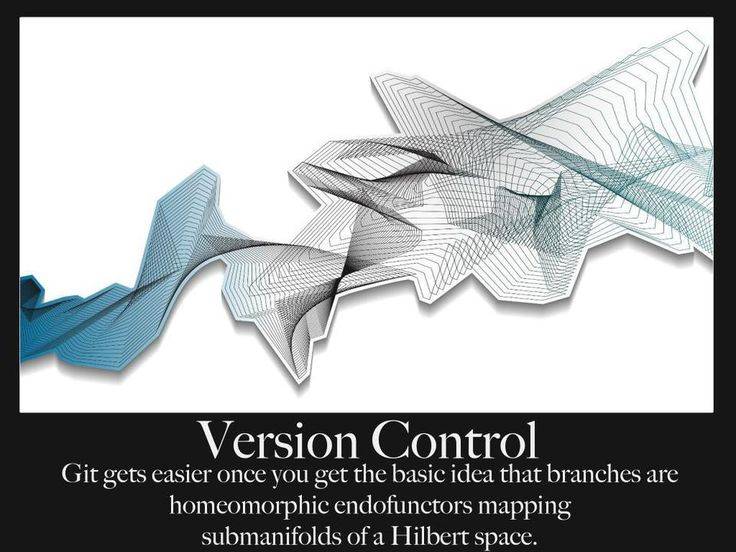 Version Control
Git gets easier once you get the basic idea that branches are
homeomorphic endofunctors mapping
submanifolds of a Hilbert space.